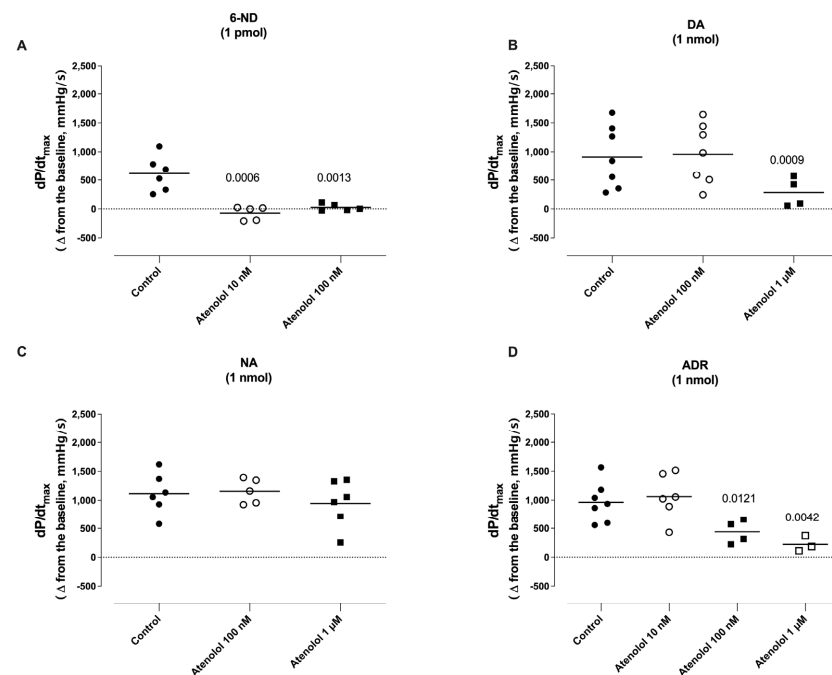 A
6-ND
(1 pmol)
dP/dtmax
( Δ from the baseline, mmHg/s)
2,500
2,000
1,500
1,000
500
0
-500
0.0006
0.0013
Control
Atenolol 10 nM
Atenolol 100 nM
B
DA
(1 nmol)
dP/dtmax
( Δ from the baseline, mmHg/s)
2,500
2,000
1,500
1,000
500
0
-500
0.0009
Control
Atenolol 100 nM
Atenolol 1 µM
C
NA
(1 nmol)
dP/dtmax
( Δ from the baseline, mmHg/s)
2,500
2,000
1,500
1,000
500
0
-500
Control
Atenolol 100 nM
Atenolol 1 µM
D
ADR
(1 nmol)
dP/dtmax
( Δ from the baseline, mmHg/s)
2,500
2,000
1,500
1,000
500
0
-500
0.0121
0.0042
Control
Atenolol 10 nM
Atenolol 100 nM
Atenolol 1 µM